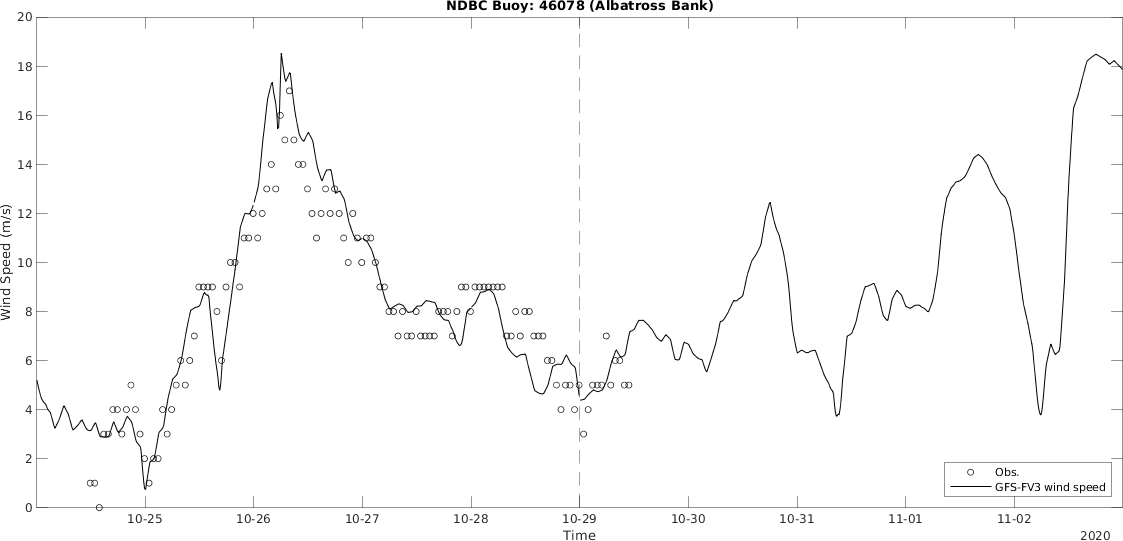 NDBC Buoy: 46078 (Albatross Bank)
20
18
16
14
12
10
8
6
4
2
0
Wind Speed (m/s)
10-25 10-26 10-27 10-28 10-29 10-30 10-31 11-01 11-02
Time
2020
Obs.
GFS-FV3 wind speed